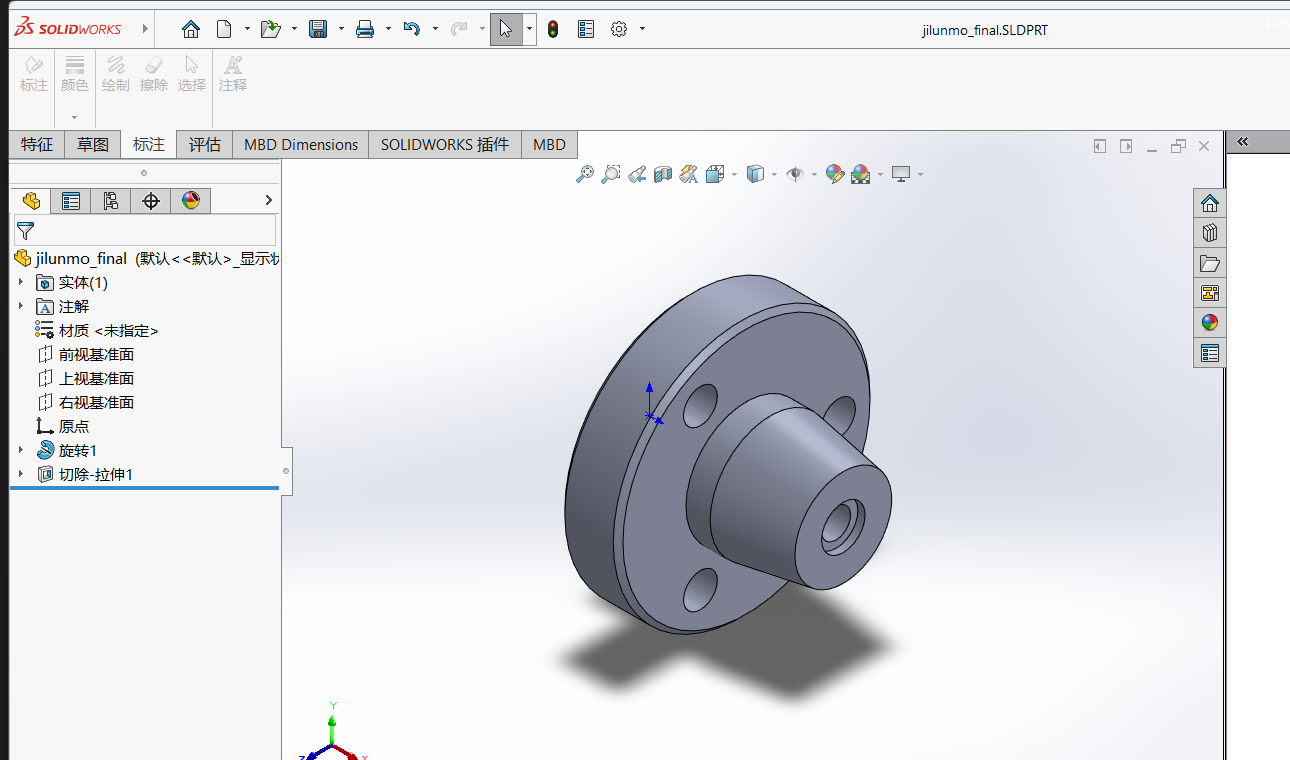 SOLIDWORKS
jilunmo_final.SLDPRT
标注 颜色 绘制 擦除 选择 注释
特征 草图 标注 评估 MBD Dimensions SOLIDWORKS 插件 MBD
jilunmo_final (默认<<默认>_显示状
实体(1)
注解
材质 <未指定>
前视基准面
上视基准面
右视基准面
原点
旋转1
切除-拉伸1
Y
Z
X